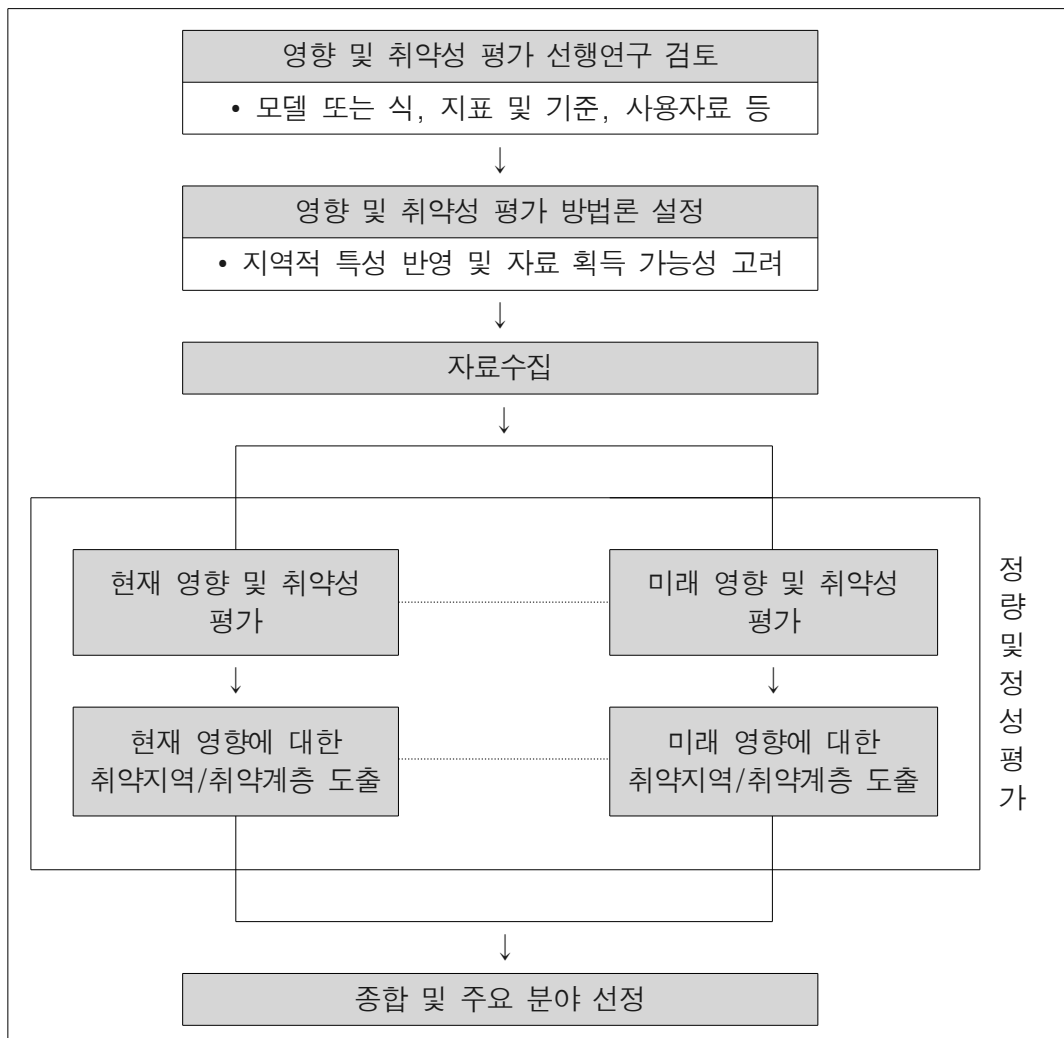 영향 및 취약성 평가 선행연구 검토
• 모델 또는 식, 지표 및 기준, 사용자료 등
↓
영향 및 취약성 평가 방법론 설정
• 지역적 특성 반영 및 자료 획득 가능성 고려
↓
자료수집
↓
현재 영향 및 취약성
평가
↓
현재 영향에 대한
취약지역/취약계층 도출
미래 영향 및 취약성
평가
↓
미래 영향에 대한
취약지역/취약계층 도출
정
량
및
정
성
평
가
↓
종합 및 주요 분야 선정